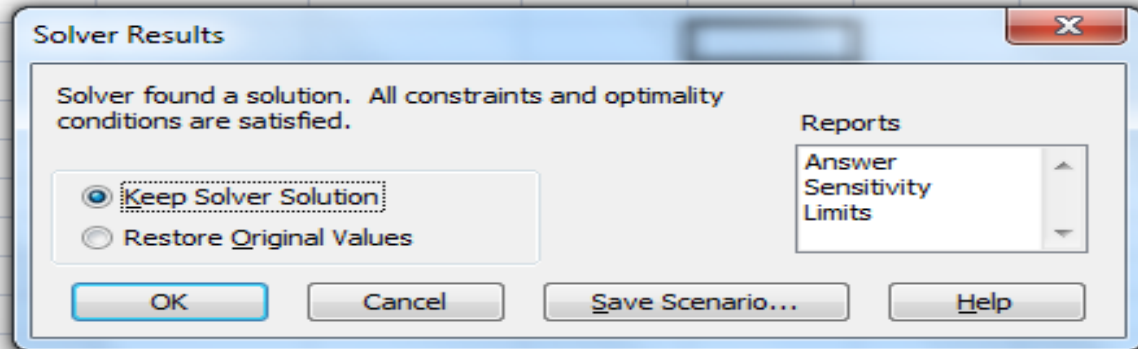 Solver Results
Solver found a solution. All constraints and optimality
conditions are satisfied.
Reports
Answer
Sensitivity
Limits
Keep Solver Solution
Restore Original Values
OK
Cancel
Save Scenario...
Help